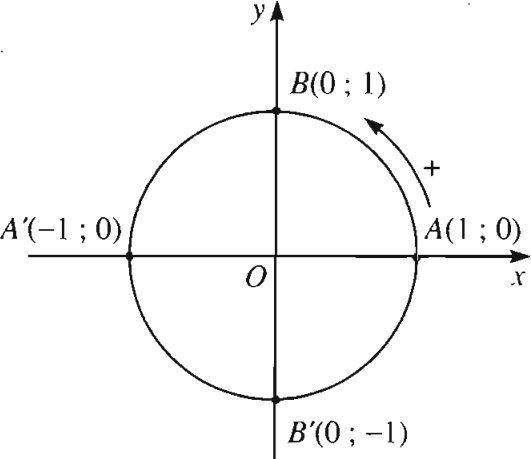 y
B(0 ; 1)
+
A'(−1 ; 0)
A(1 ; 0)
O
x
B'(0 ; −1)